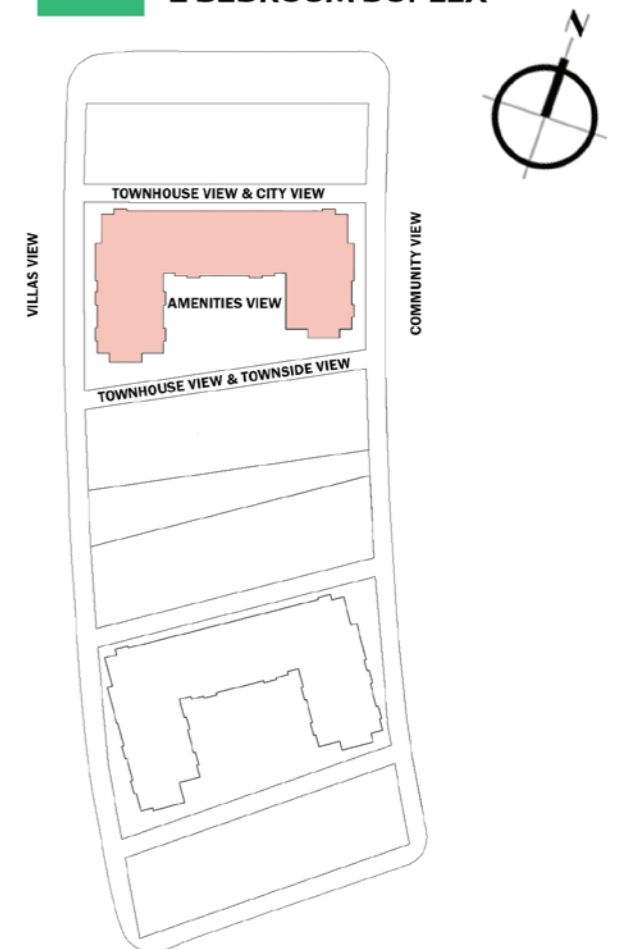 2 BEDROOM DUPLEX
N
TOWNHOUSE VIEW & CITY VIEW
VILLAS VIEW
COMMUNITY VIEW
AMENITIES VIEW
TOWNHOUSE VIEW & TOWNSIDE VIEW